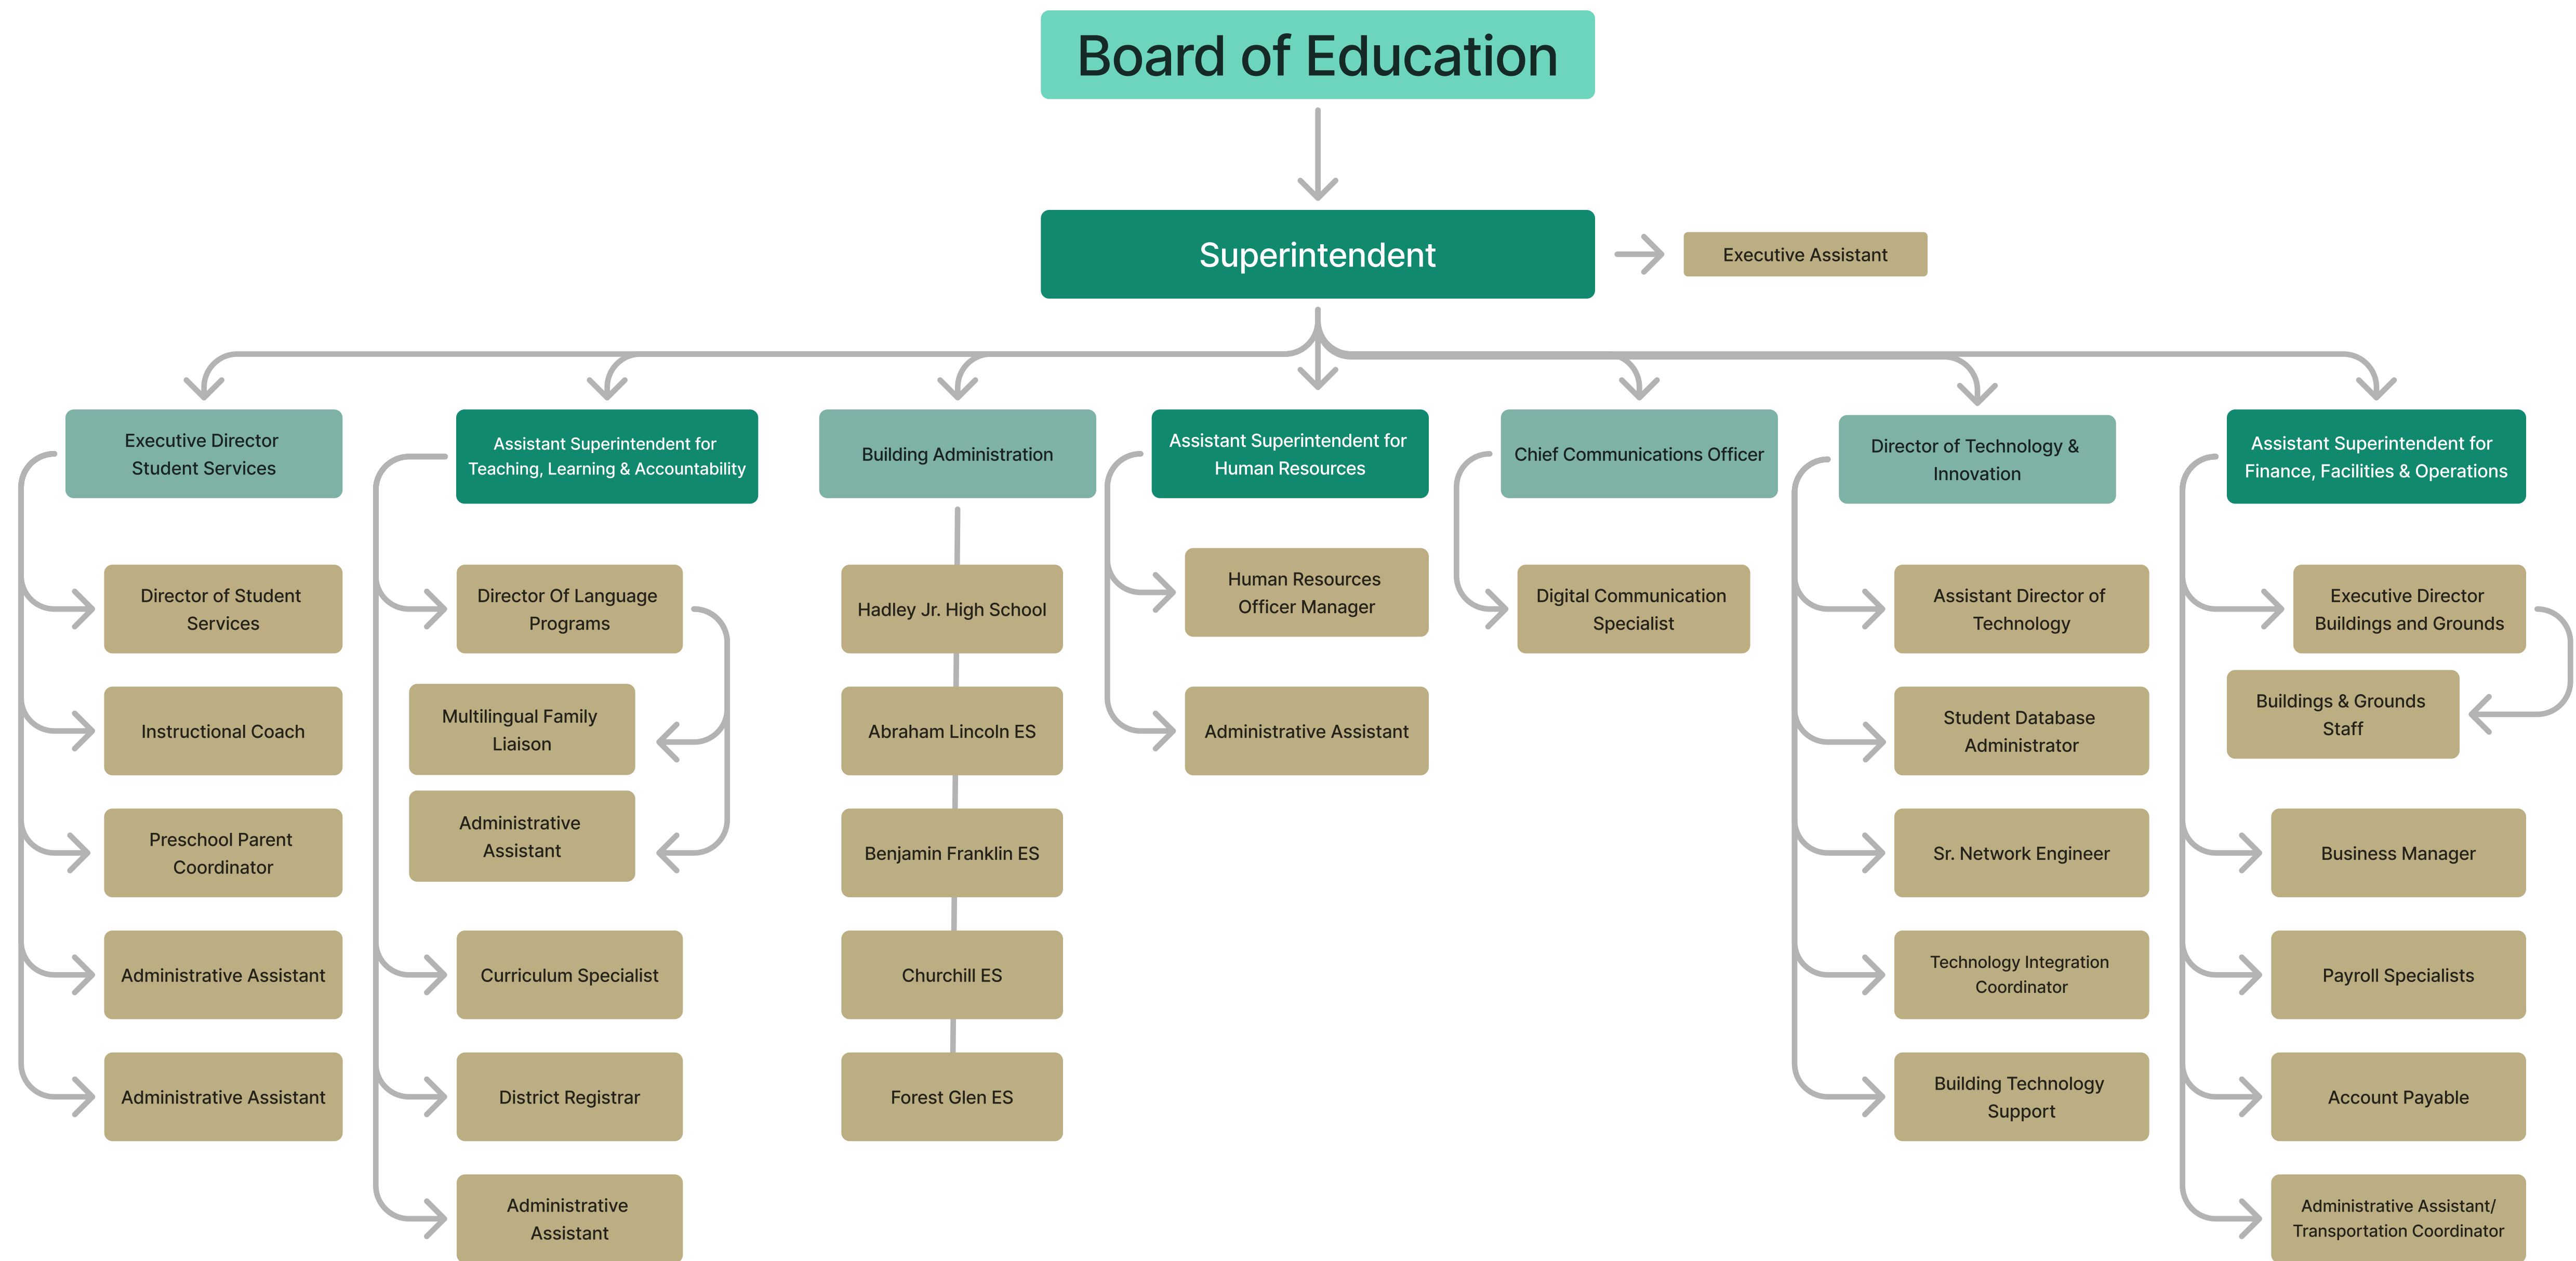 Board of Education
Superintendent
Executive Assistant
Executive Director
Student Services
Assistant Superintendent for
Teaching, Learning & Accountability
Building Administration
Assistant Superintendent for
Human Resources
Chief Communications Officer
Director of Technology &
Innovation
Assistant Superintendent for
Finance, Facilities & Operations
Director of Student
Services
Instructional Coach
Preschool Parent
Coordinator
Administrative Assistant
Administrative Assistant
Director Of Language
Programs
Multilingual Family
Liaison
Administrative
Assistant
Curriculum Specialist
District Registrar
Administrative
Assistant
Hadley Jr. High School
Abraham Lincoln ES
Benjamin Franklin ES
Churchill ES
Forest Glen ES
Human Resources
Officer Manager
Administrative Assistant
Digital Communication
Specialist
Assistant Director of
Technology
Student Database
Administrator
Sr. Network Engineer
Technology Integration
Coordinator
Building Technology
Support
Executive Director
Buildings and Grounds
Buildings & Grounds
Staff
Business Manager
Payroll Specialists
Account Payable
Administrative Assistant/
Transportation Coordinator